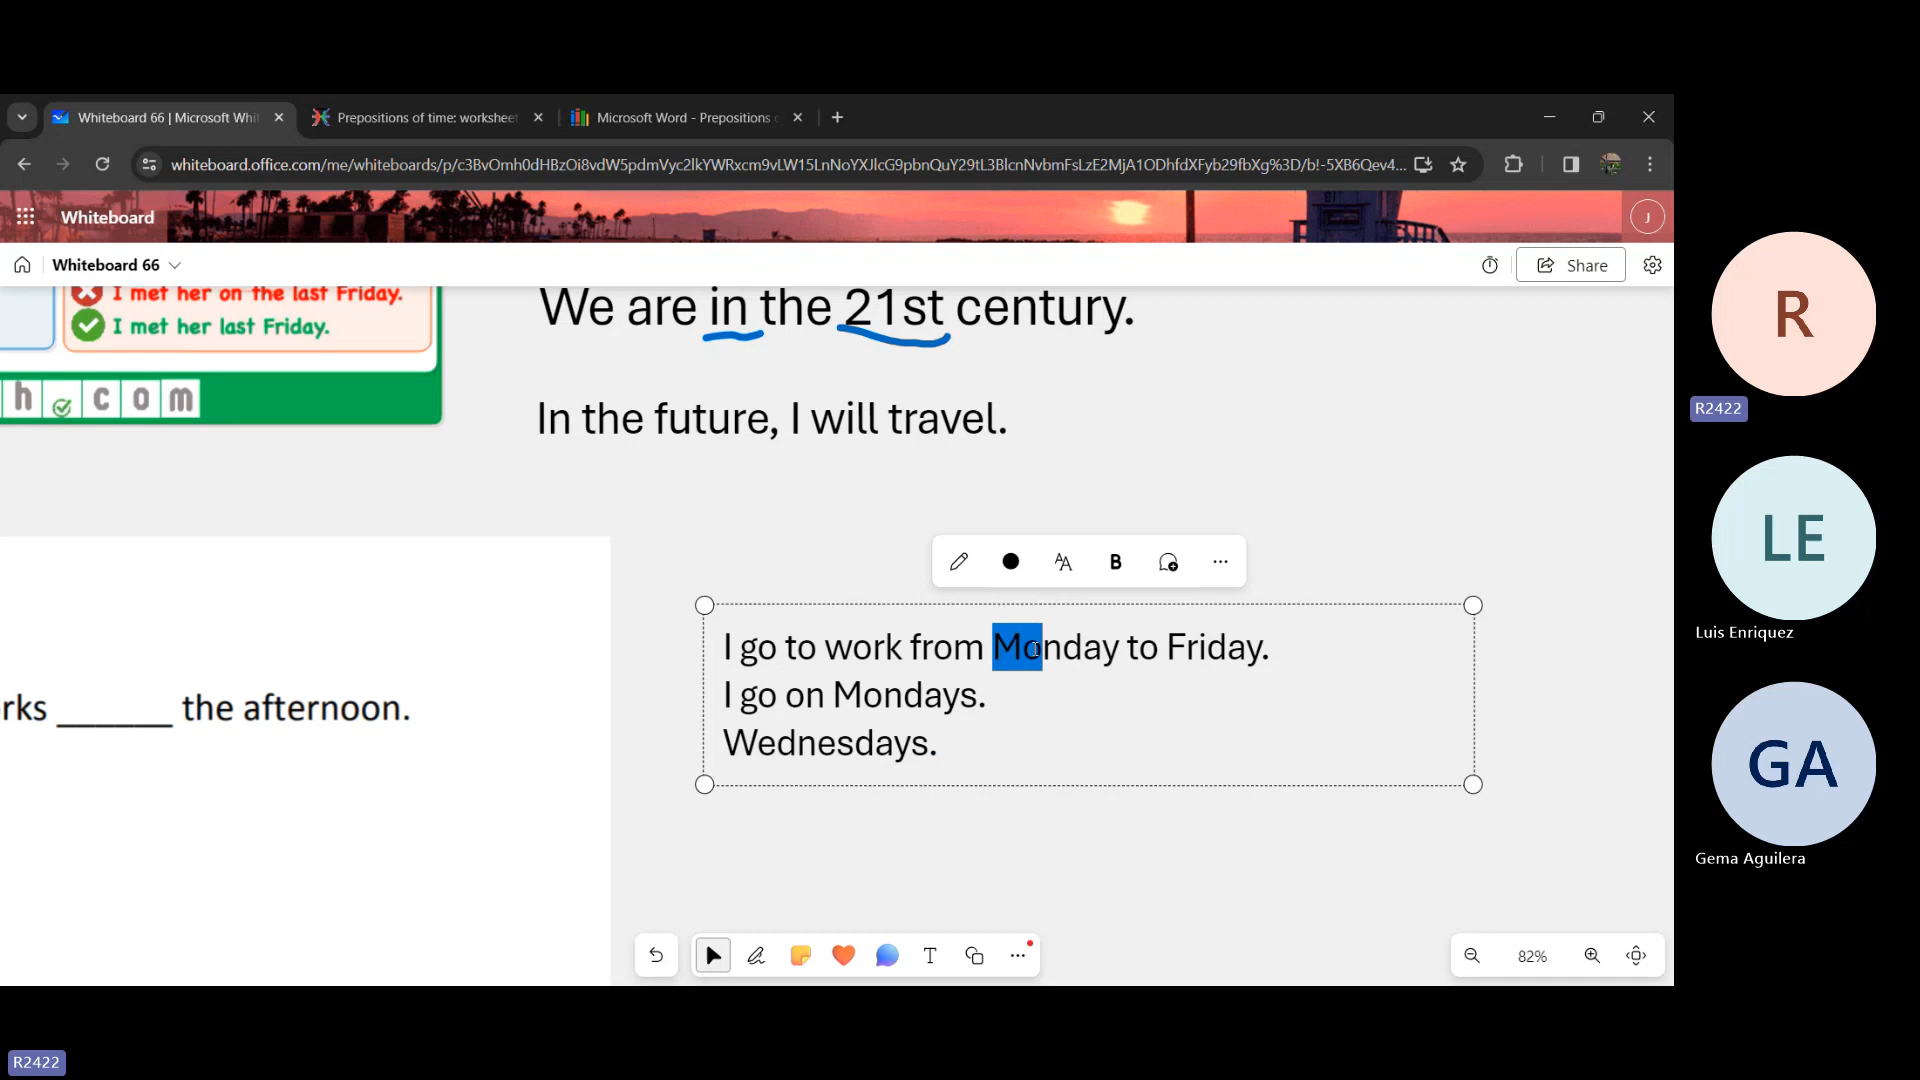 Whiteboard 66 | Microsoft Whi
Prepositions of time: worksheet
Microsoft Word - Prepositions o
whiteboard.office.com/me/whiteboards/p/c3BvOmh0dHBzOi8vdW5pdmVyc2lkYWRxcm9vLW15LnNoYXJlcG9pbnQuY29tL3BlcnNvbmFsLzE2MjA1ODhfdXFyb29fbXg%3D/b!-5XB6Qev4...
Whiteboard
J
Whiteboard 66
Share
I met her on the last Friday.
I met her last Friday.
h c o m
We are in the 21st century.
In the future, I will travel.
B
I go to work from Monday to Friday.
I go on Mondays.
Wednesdays.
rks ______ the afternoon.
T
82%
R
R2422
LE
Luis Enriquez
GA
Gema Aguilera
R2422